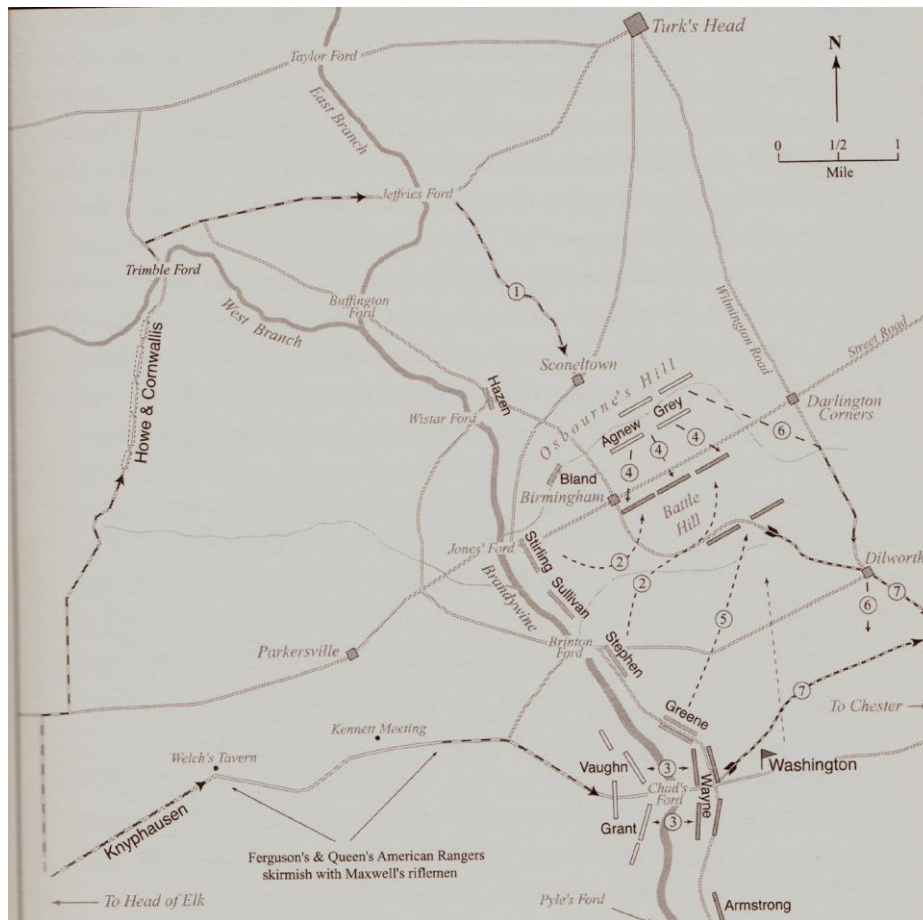 Turk's Head
N
0 1/2 1
Mile
Taylor Ford
East Branch
Jeffries Ford
Trimble Ford
West Branch
Buffington
Ford
1
Sconeltown
Wilmington Road
Street Road
Darlington
Corners
Howe & Cornwallis
Hazen
Wistar Ford
Osbourne's Hill
Agnew
Grey
6
4
4
4
Bland
Birmingham
Battle
Hill
Jones' Ford
Stirling
2
2
Dilworth
7
6
Brandywine
Sullivan
5
Parkersville
Brinton
Ford
Stephen
7
To Chester
Greene
Kennett Meeting
Welch's Tavern
Vaughn
3
Washington
Chad's
Ford
Wayne
Grant
3
Knyphausen
Ferguson's & Queen's American Rangers
skirmish with Maxwell's riflemen
To Head of Elk
Pyle's Ford
Armstrong